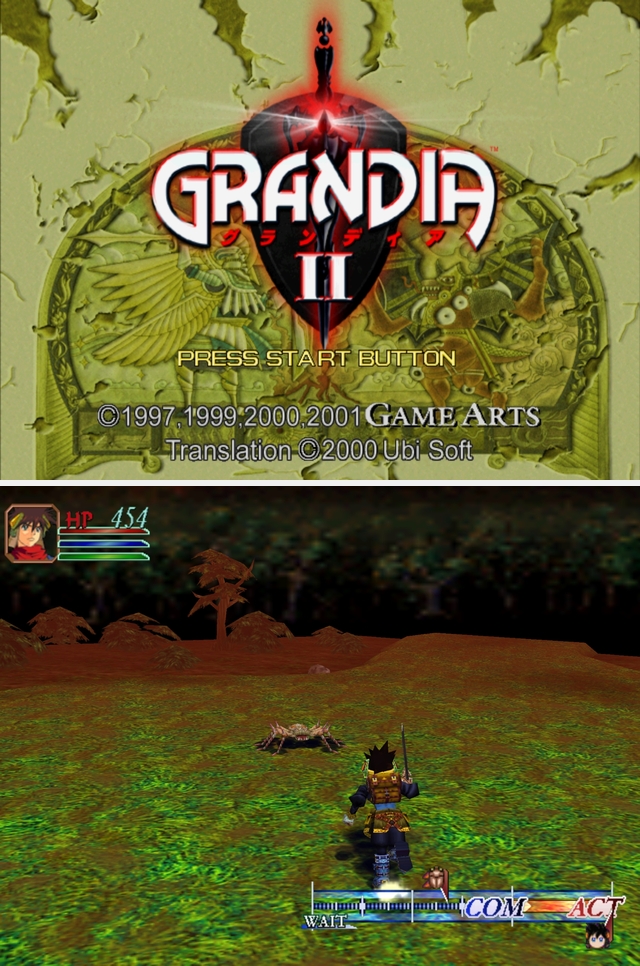 GRANDIA™
グランディア
II
PRESS START BUTTON
©1997,1999,2000,2001 GAME ARTS
Translation ©2000 Ubi Soft
HP 454
WAIT COM ACT